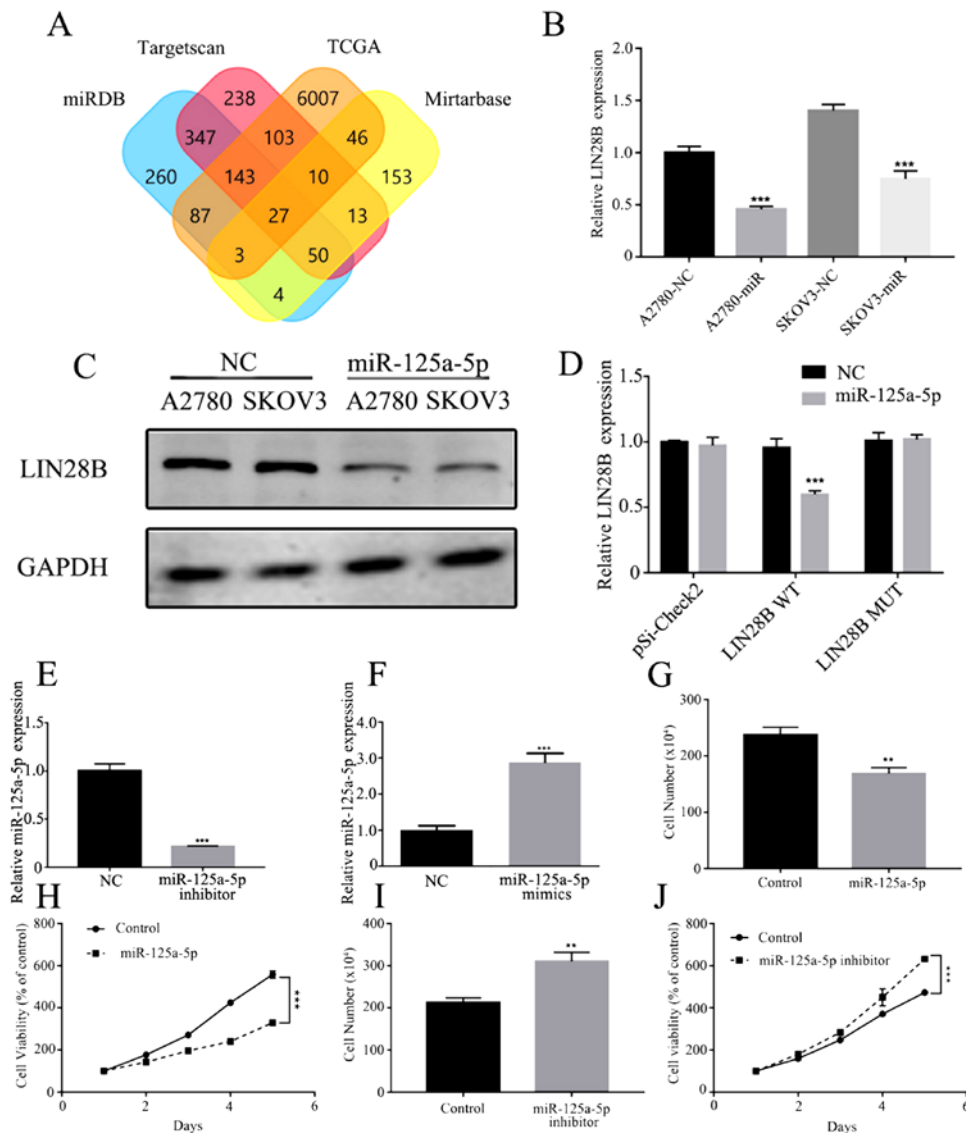 A
Targetscan
TCGA
miRDB
Mirtarbase
238
6007
347
103
46
260
143
10
153
87
27
13
3
50
4
B
Relative LIN28B expression
2.0
1.5
1.0
0.5
0.0
***
***
A2780-NC
A2780-miR
SKOV3-NC
SKOV3-miR
C
NC
miR-125a-5p
A2780 SKOV3 A2780 SKOV3
LIN28B
GAPDH
D
NC
miR-125a-5p
Relative LIN28B expression
1.5
1.0
0.5
0.0
***
pSi-Check2
LIN28B WT
LIN28B MUT
E
Relative miR-125a-5p expression
1.5
1.0
0.5
0
***
NC
miR-125a-5p
inhibitor
F
Relative miR-125a-5p expression
4.0
3.0
2.0
1.0
0.0
***
NC
miR-125a-5p
mimics
G
Cell Number (x10⁴)
300
200
100
0
**
Control
miR-125a-5p
H
Control
miR-125a-5p
Cell Viability (% of control)
800
600
400
200
0
***
0
2
4
6
Days
I
Cell Number (x10⁴)
400
300
200
100
0
**
Control
miR-125a-5p
inhibitor
J
Control
miR-125a-5p inhibitor
Cell viability (% of control)
800
600
400
200
0
***
0
2
4
6
Days